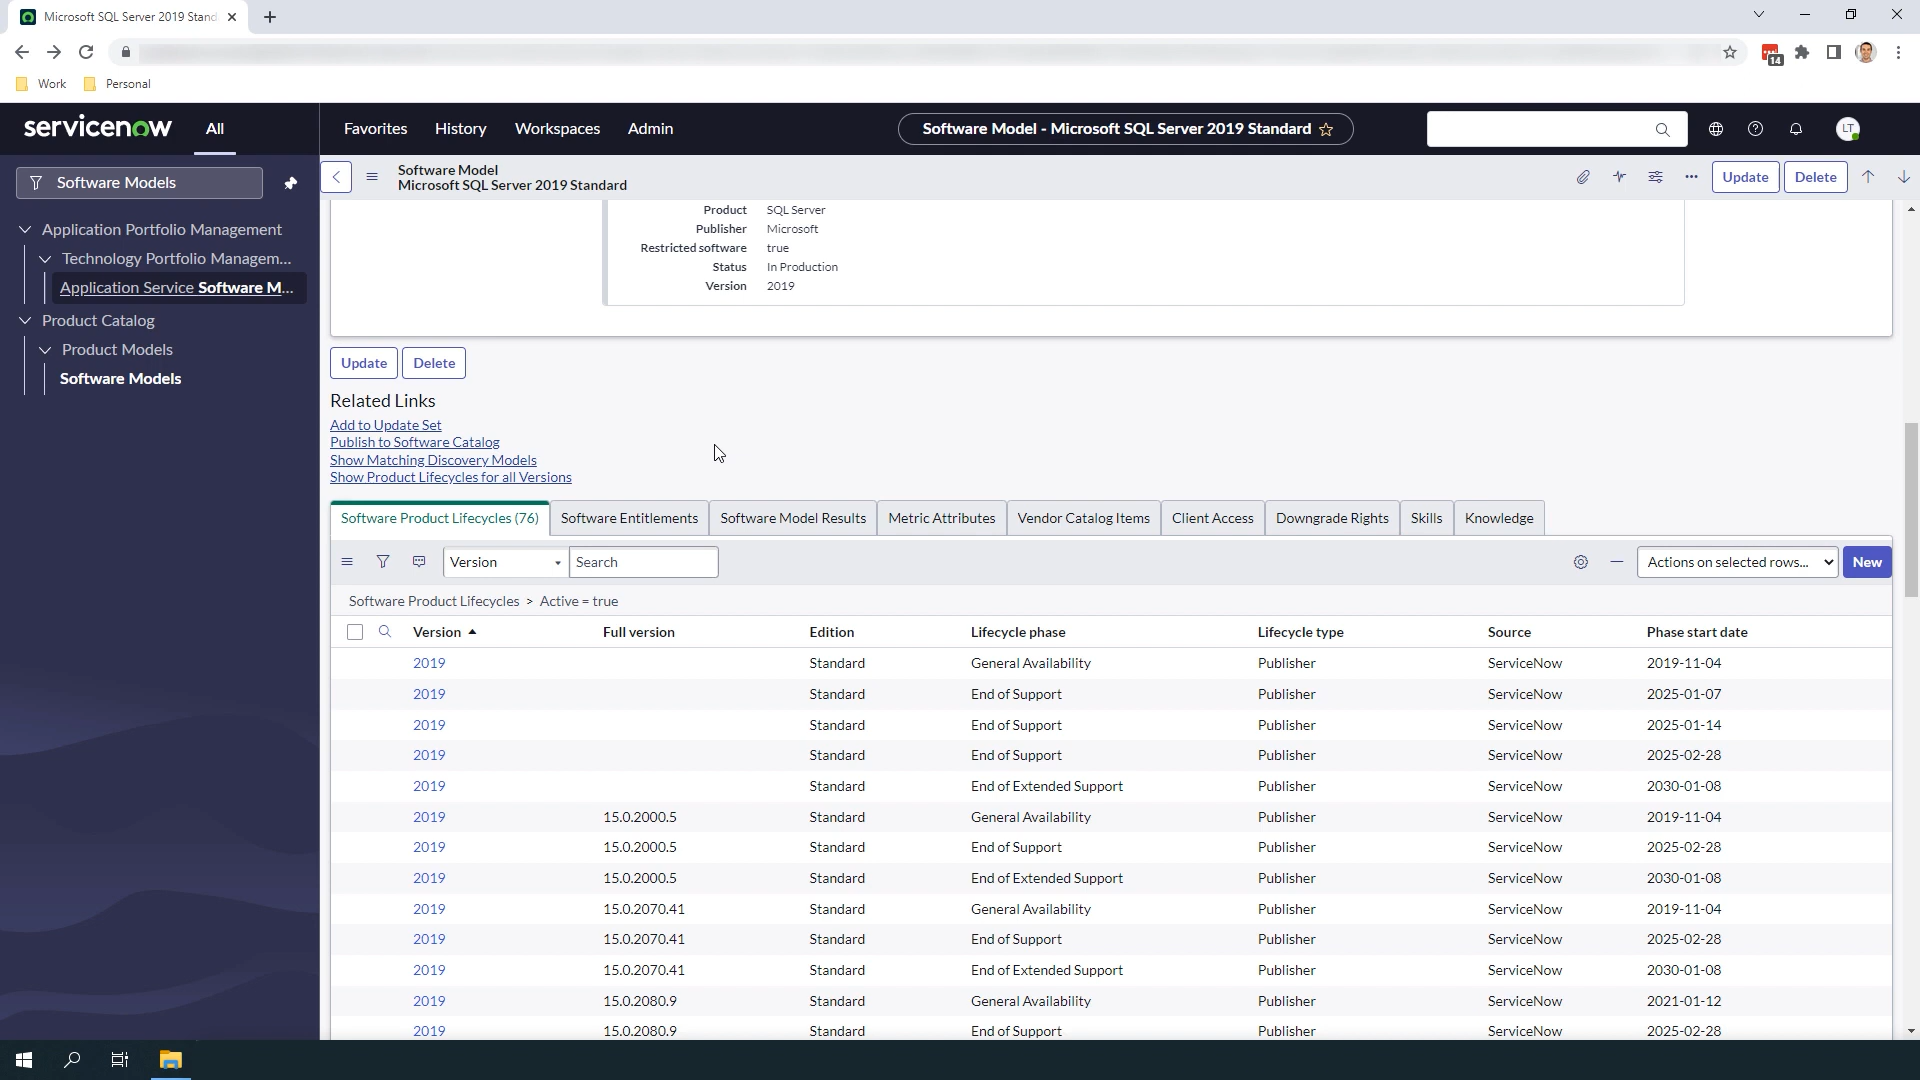 Microsoft SQL Server 2019 Stand
14
Work Personal
servicenow All Favorites History Workspaces Admin Software Model - Microsoft SQL Server 2019 Standard LT
Software Models
Application Portfolio Management
Technology Portfolio Managem...
Application Service Software M...
Product Catalog
Product Models
Software Models
Software Model
Microsoft SQL Server 2019 Standard
Update Delete
Product SQL Server
Publisher Microsoft
Restricted software true
Status In Production
Version 2019
Update Delete
Related Links
Add to Update Set
Publish to Software Catalog
Show Matching Discovery Models
Show Product Lifecycles for all Versions
Software Product Lifecycles (76) Software Entitlements Software Model Results Metric Attributes Vendor Catalog Items Client Access Downgrade Rights Skills Knowledge
Version Search Actions on selected rows... New
Software Product Lifecycles > Active = true
Version Full version Edition Lifecycle phase Lifecycle type Source Phase start date
2019 Standard General Availability Publisher ServiceNow 2019-11-04
2019 Standard End of Support Publisher ServiceNow 2025-01-07
2019 Standard End of Support Publisher ServiceNow 2025-01-14
2019 Standard End of Support Publisher ServiceNow 2025-02-28
2019 Standard End of Extended Support Publisher ServiceNow 2030-01-08
2019 15.0.2000.5 Standard General Availability Publisher ServiceNow 2019-11-04
2019 15.0.2000.5 Standard End of Support Publisher ServiceNow 2025-02-28
2019 15.0.2000.5 Standard End of Extended Support Publisher ServiceNow 2030-01-08
2019 15.0.2070.41 Standard General Availability Publisher ServiceNow 2019-11-04
2019 15.0.2070.41 Standard End of Support Publisher ServiceNow 2025-02-28
2019 15.0.2070.41 Standard End of Extended Support Publisher ServiceNow 2030-01-08
2019 15.0.2080.9 Standard General Availability Publisher ServiceNow 2021-01-12
2019 15.0.2080.9 Standard End of Support Publisher ServiceNow 2025-02-28